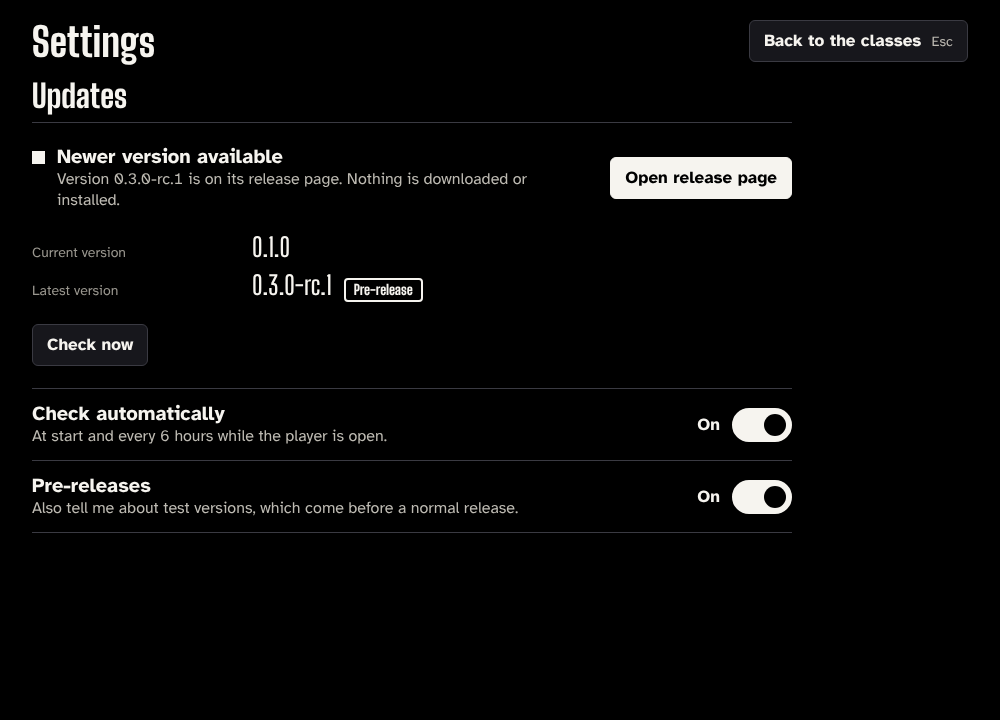 Settings
Back to the classes Esc
Updates
Newer version available
Version 0.3.0-rc.1 is on its release page. Nothing is downloaded or
installed.
Open release page
Current version 0.1.0
Latest version 0.3.0-rc.1 Pre-release
Check now
Check automatically
At start and every 6 hours while the player is open.
On
Pre-releases
Also tell me about test versions, which come before a normal release.
On